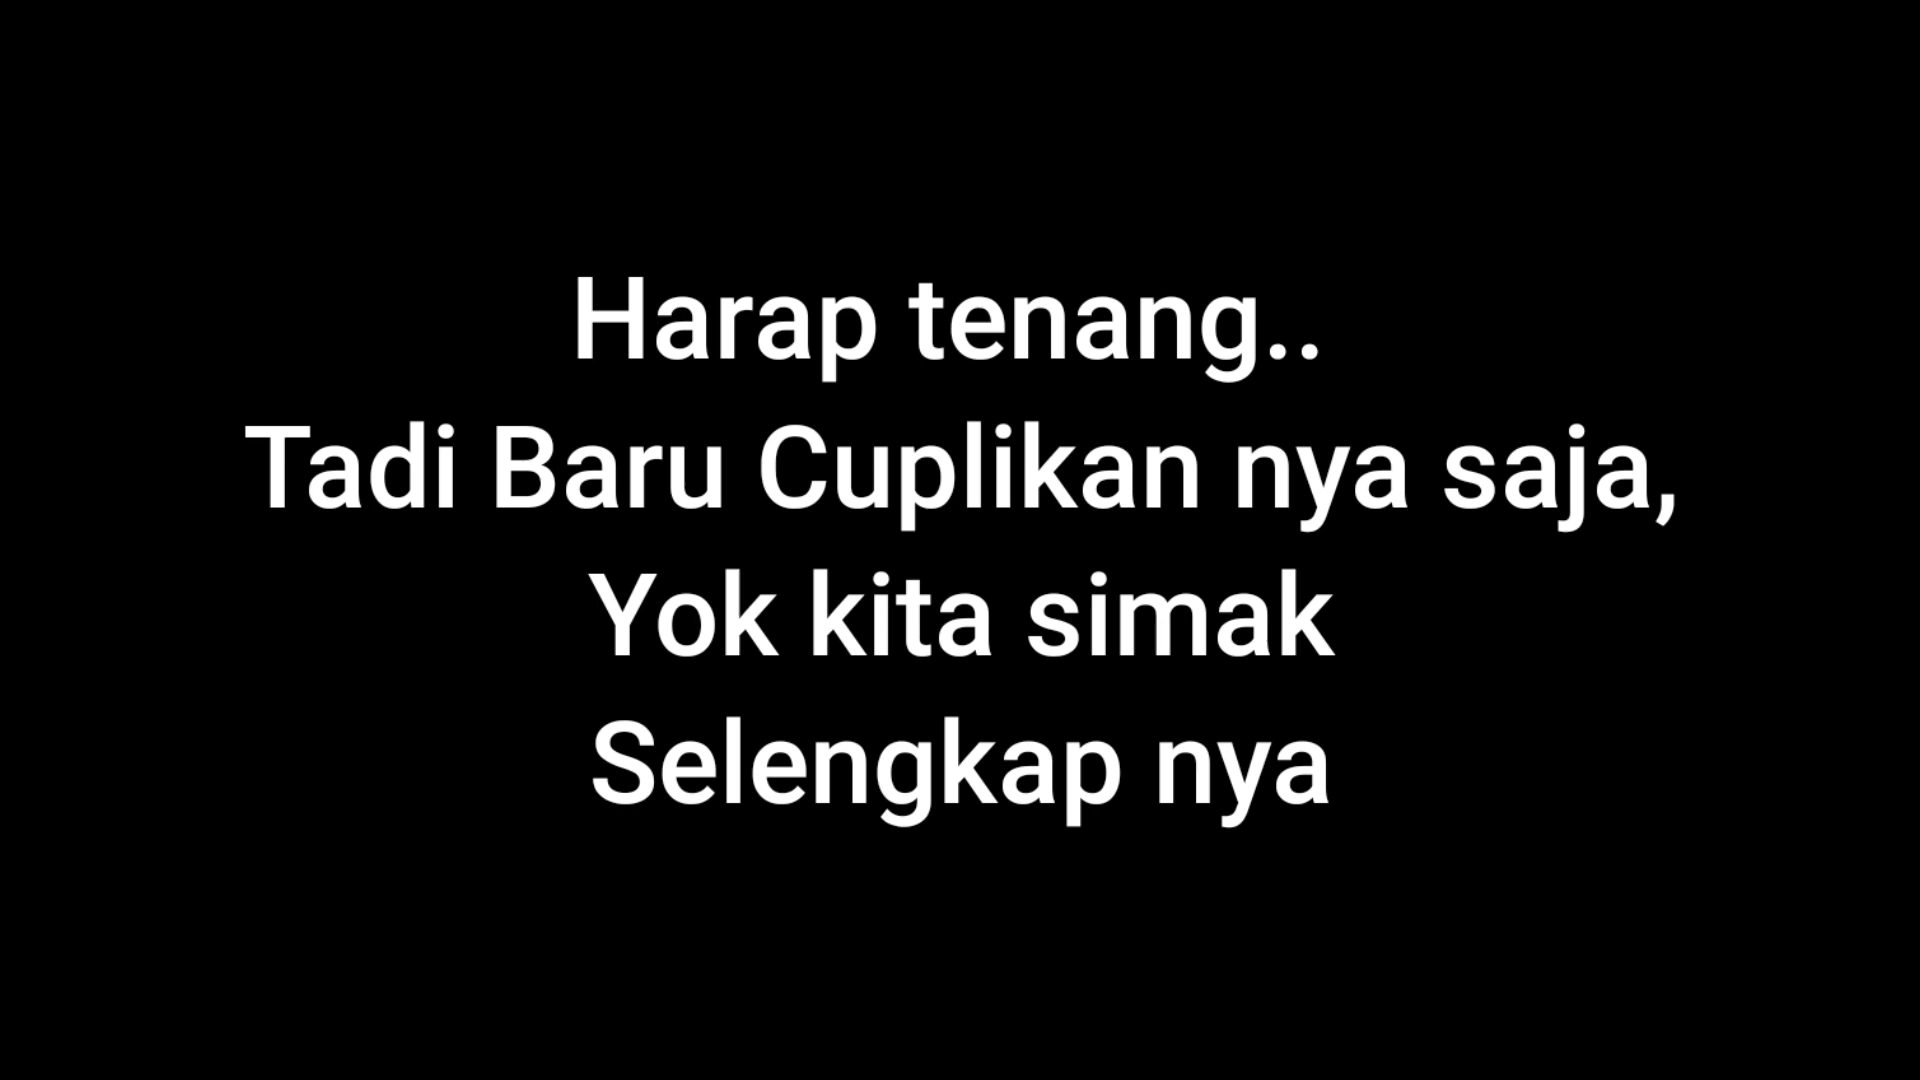 Harap tenang..
Tadi Baru Cuplikan nya saja,
Yok kita simak
Selengkap nya